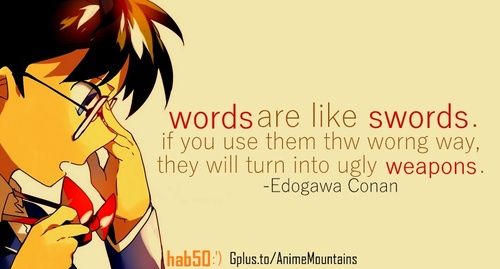 words are like swords.
if you use them thw worng way,
they will turn into ugly weapons.
-Edogawa Conan
hab50:') Gplus.to/AnimeMountains